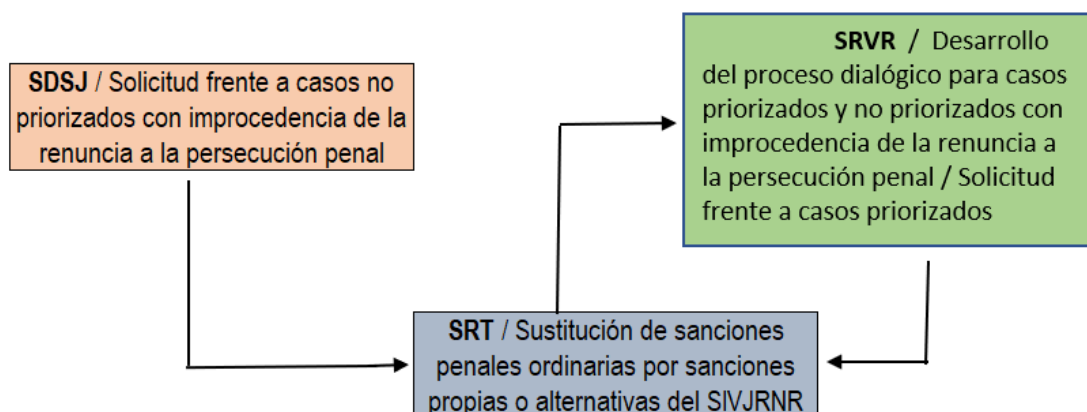 SDSJ / Solicitud frente a casos no
priorizados con improcedencia de la
renuncia a la persecución penal
SRVR / Desarrollo
del proceso dialógico para casos
priorizados y no priorizados con
improcedencia de la renuncia a
la persecución penal / Solicitud
frente a casos priorizados
SRT / Sustitución de sanciones
penales ordinarias por sanciones
propias o alternativas del SIVJRNR